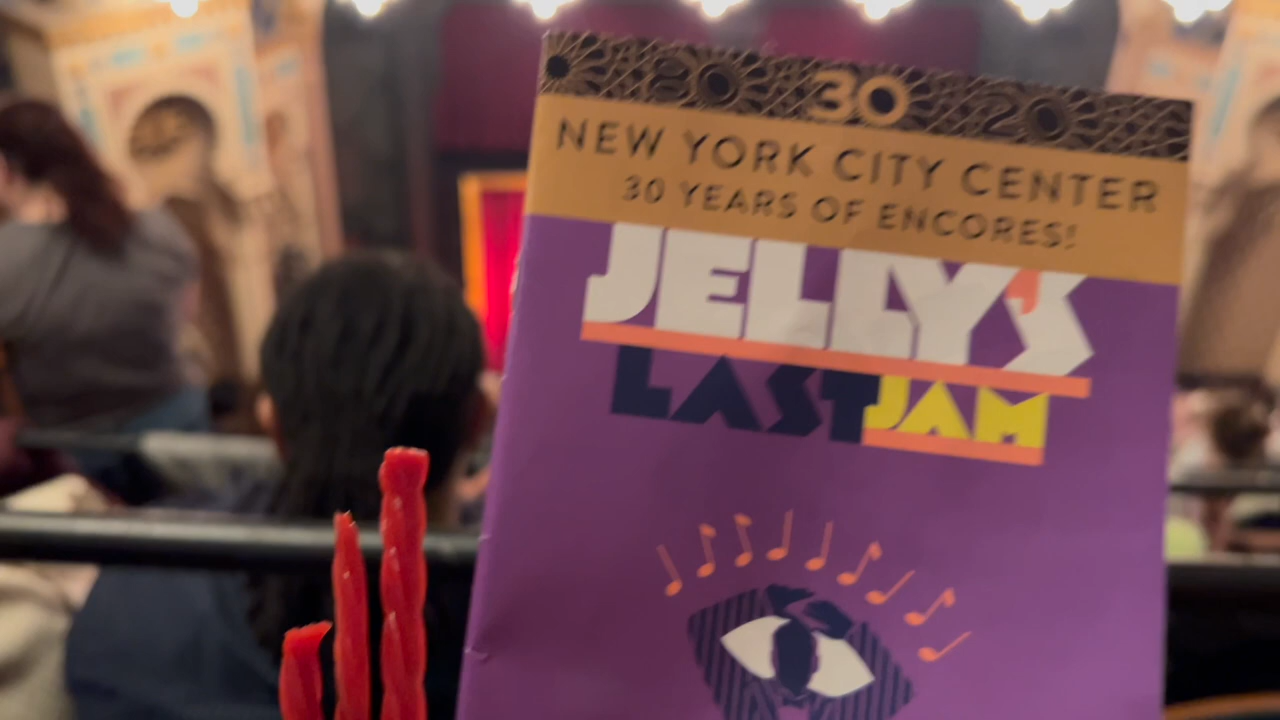 30
NEW YORK CITY CENTER
30 YEARS OF ENCORES!
JELLY'S
LAST JAM